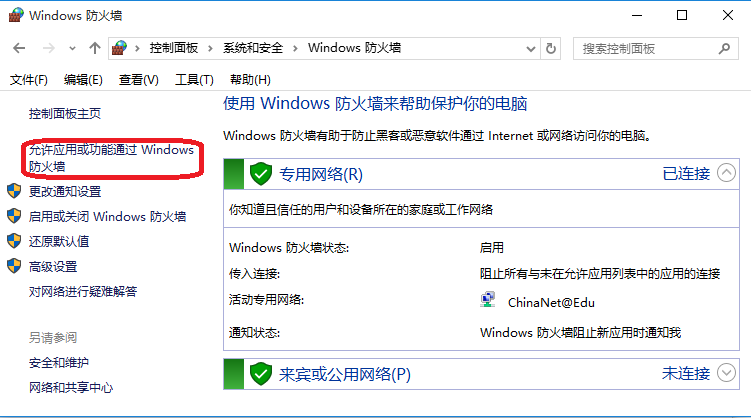 Windows 防火墙
控制面板 系统和安全 Windows 防火墙 搜索控制面板
文件(F) 编辑(E) 查看(V) 工具(T) 帮助(H)
控制面板主页
允许应用或功能通过 Windows
防火墙
更改通知设置
启用或关闭 Windows 防火墙
还原默认值
高级设置
对网络进行疑难解答
另请参阅
安全和维护
网络和共享中心
使用 Windows 防火墙来帮助保护你的电脑
Windows 防火墙有助于防止黑客或恶意软件通过 Internet 或网络访问你的电脑。
专用网络(R) 已连接
你知道且信任的用户和设备所在的家庭或工作网络
Windows 防火墙状态: 启用
传入连接: 阻止所有与未在允许应用列表中的应用的连接
活动专用网络: ChinaNet@Edu
通知状态: Windows 防火墙阻止新应用时通知我
来宾或公用网络(P) 未连接